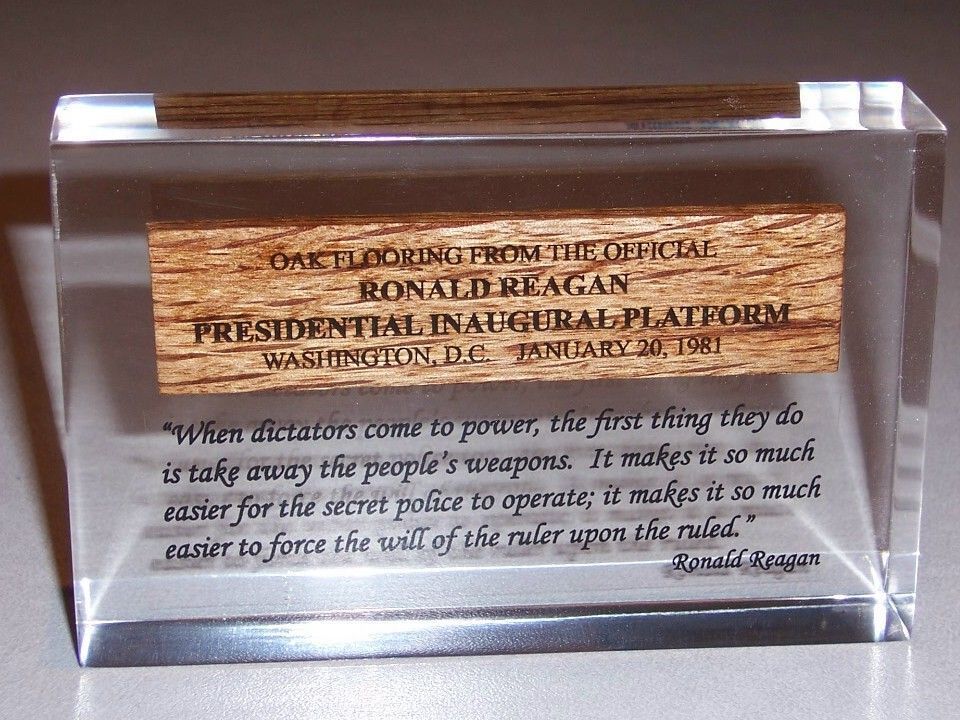 OAK FLOORING FROM THE OFFICIAL
RONALD REAGAN
PRESIDENTIAL INAUGURAL PLATFORM
WASHINGTON, D.C. JANUARY 20, 1981
“When dictators come to power, the first thing they do
is take away the people’s weapons. It makes it so much
easier for the secret police to operate; it makes it so much
easier to force the will of the ruler upon the ruled.”
Ronald Reagan